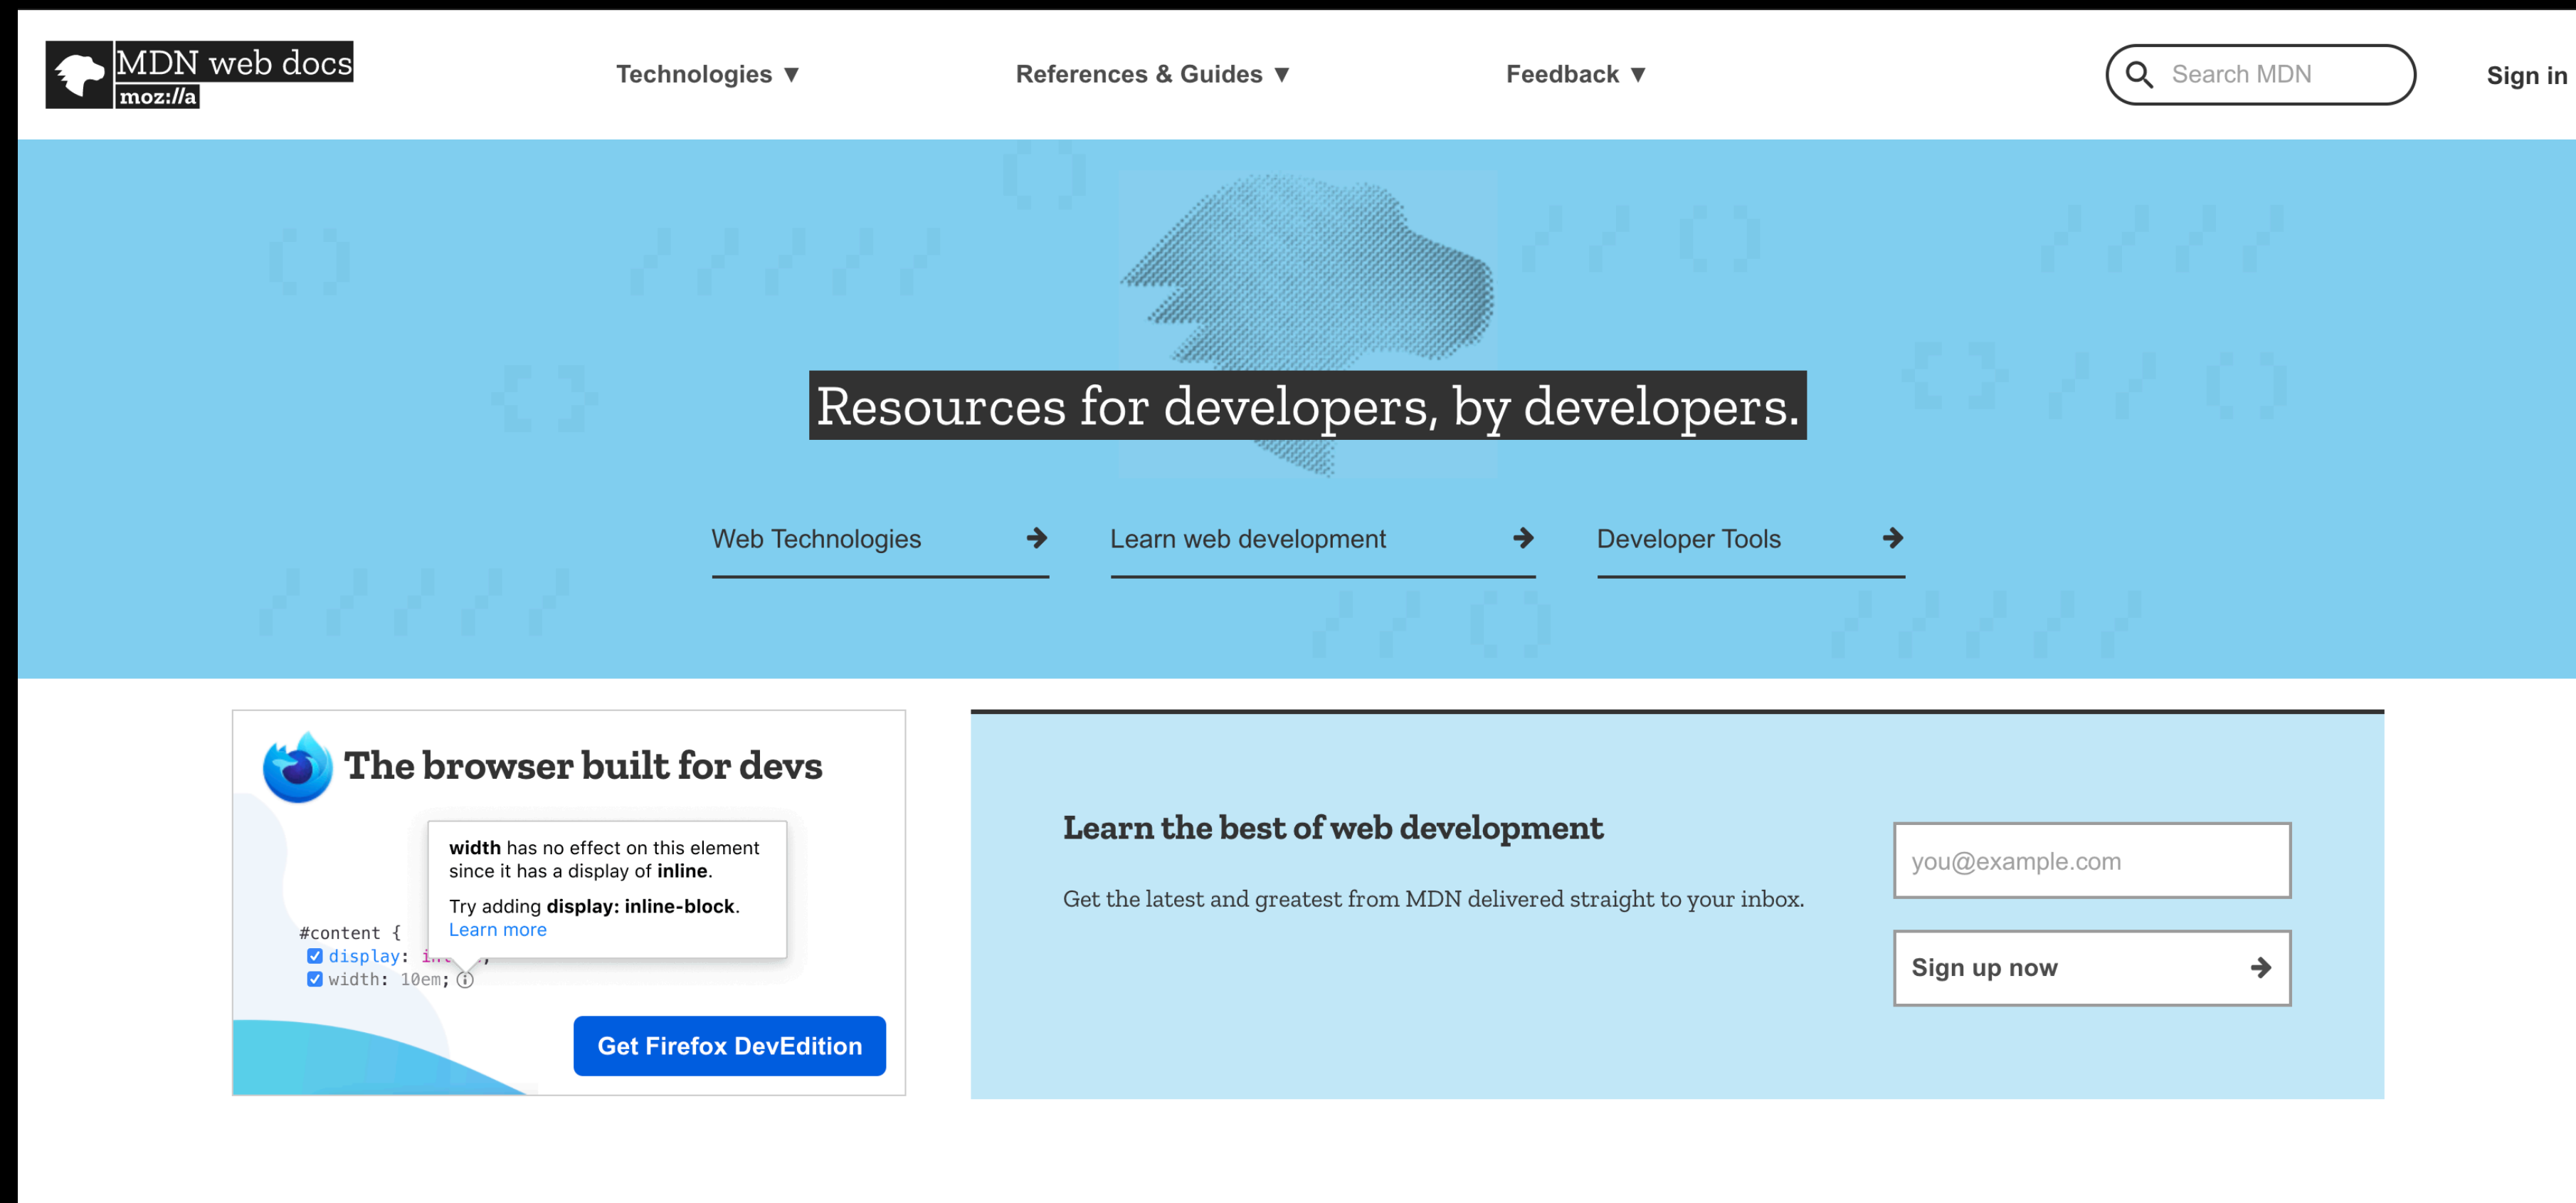 MDN web docs
moz://a
Technologies ▼
References & Guides ▼
Feedback ▼
Search MDN
Sign in
Resources for developers, by developers.
Web Technologies
Learn web development
Developer Tools
The browser built for devs
width has no effect on this element
since it has a display of inline.
Try adding display: inline-block.
Learn more
#content {
display:
width: 10em;
Get Firefox DevEdition
Learn the best of web development
Get the latest and greatest from MDN delivered straight to your inbox.
you@example.com
Sign up now